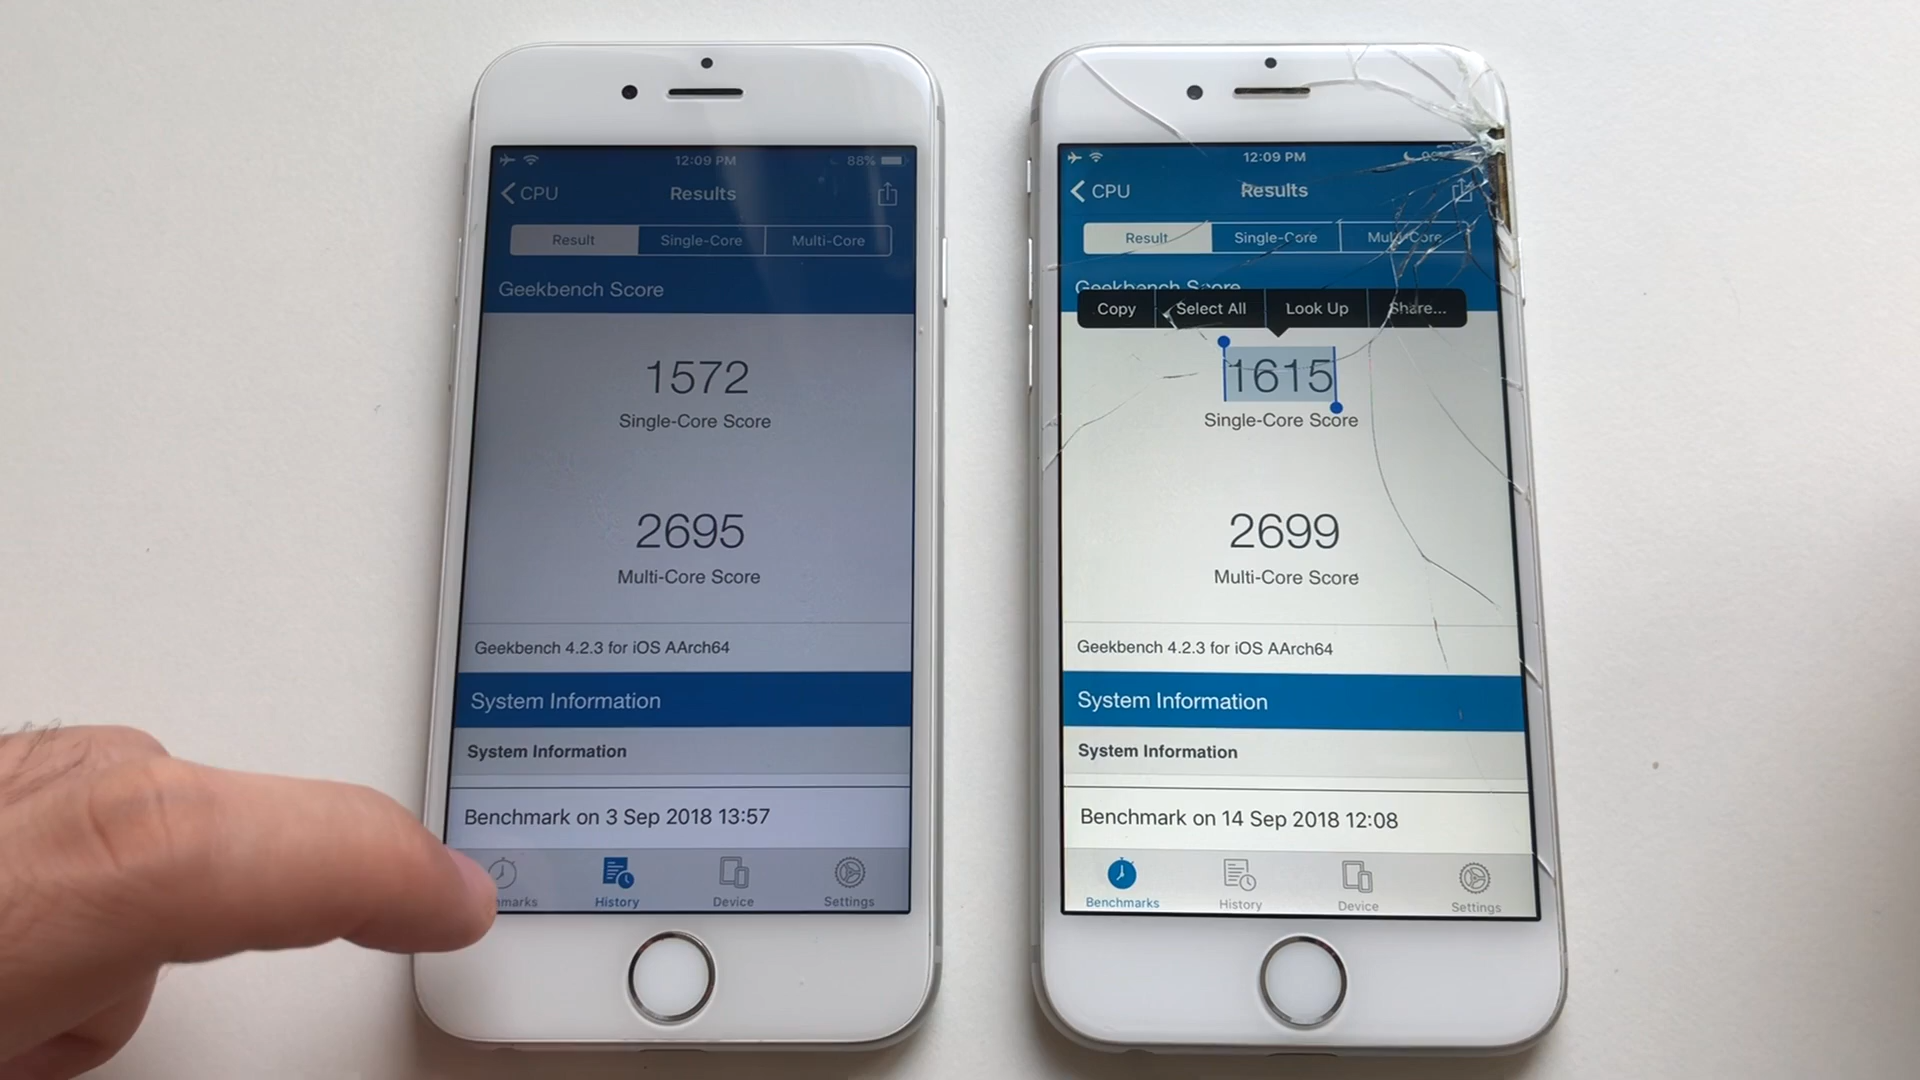 12:09 PM
88%
CPU
Results
Result
Single-Core
Multi-Core
Geekbench Score
1572
Single-Core Score
2695
Multi-Core Score
Geekbench 4.2.3 for iOS AArch64
System Information
System Information
Benchmark on 3 Sep 2018 13:57
History
Device
Settings
12:09 PM
CPU
Results
Result
Single-Core
Multi-Core
Geekbench Score
Copy
Select All
Look Up
Share...
1615
Single-Core Score
2699
Multi-Core Score
Geekbench 4.2.3 for iOS AArch64
System Information
System Information
Benchmark on 14 Sep 2018 12:08
Benchmarks
History
Device
Settings